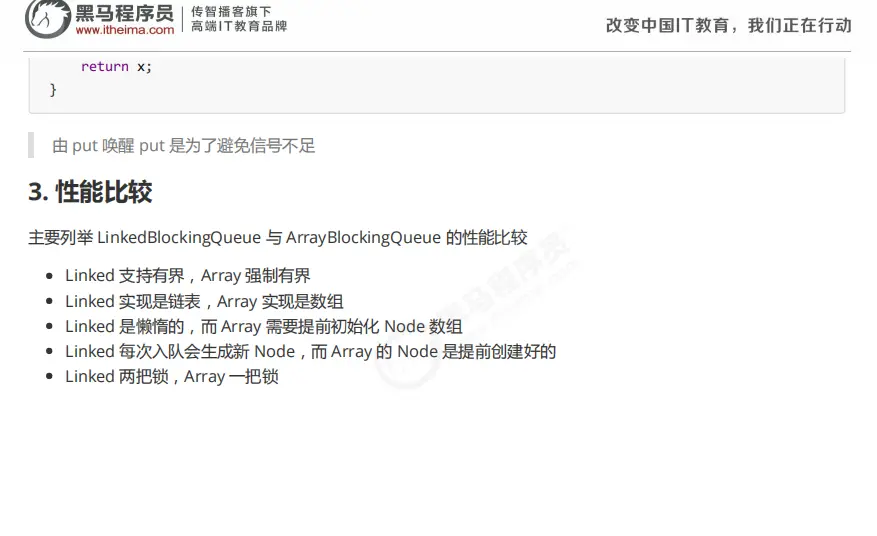 黑马程序员
www.itheima.com
传智播客旗下
高端IT教育品牌
改变中国IT教育，我们正在行动
return x;
}
由 put 唤醒 put 是为了避免信号不足
3. 性能比较
主要列举 LinkedBlockingQueue 与 ArrayBlockingQueue 的性能比较
Linked 支持有界，Array 强制有界
Linked 实现是链表，Array 实现是数组
Linked 是懒惰的，而 Array 需要提前初始化 Node 数组
Linked 每次入队会生成新 Node，而 Array 的 Node 是提前创建好的
Linked 两把锁，Array 一把锁
黑马程序员